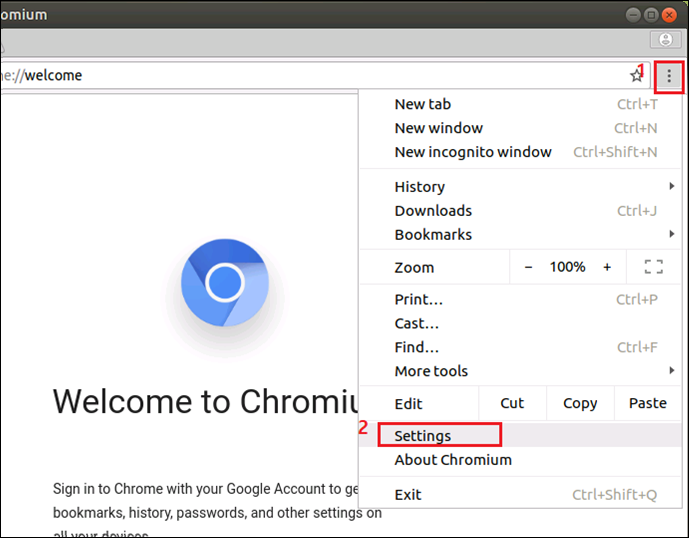 omium
ne://welcome
1
New tab Ctrl+T
New window Ctrl+N
New incognito window Ctrl+Shift+N
History
Downloads Ctrl+J
Bookmarks
Zoom − 100% +
Print... Ctrl+P
Cast...
Find... Ctrl+F
More tools
Edit Cut Copy Paste
2
Settings
About Chromium
Exit Ctrl+Shift+Q
Welcome to Chromiu
Sign in to Chrome with your Google Account to ge
bookmarks, history, passwords, and other settings on
all your devices